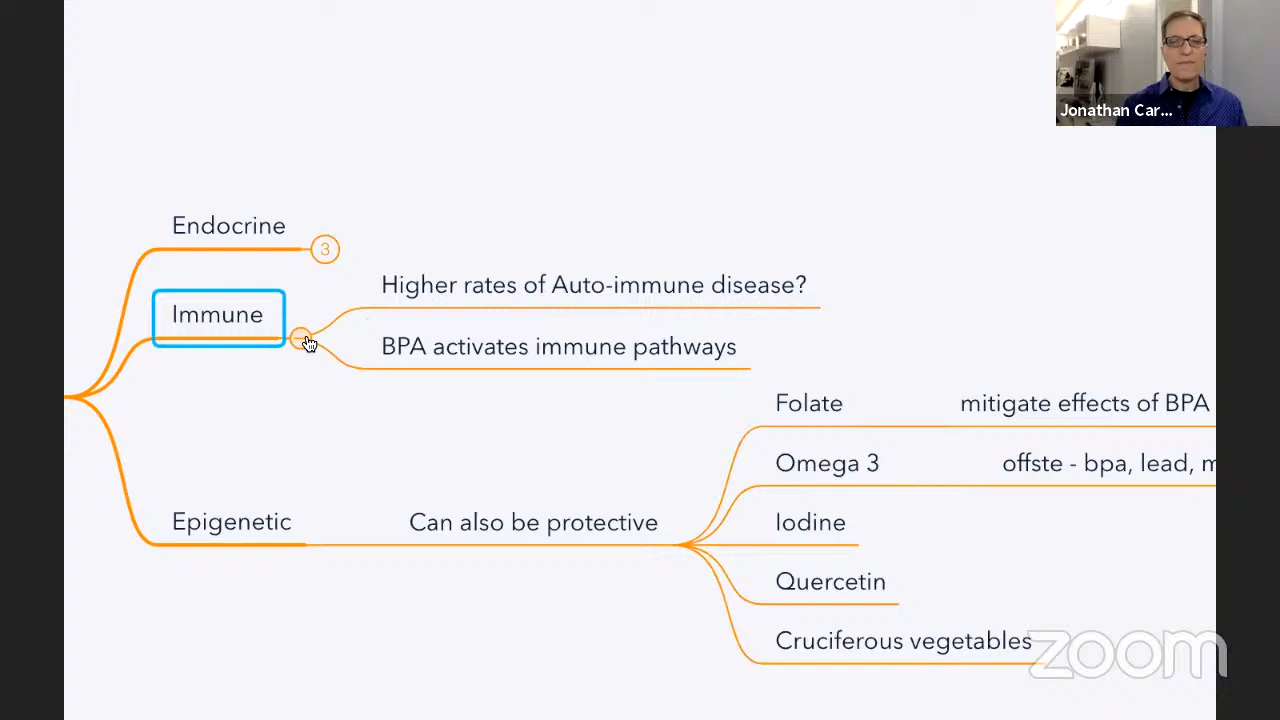 Jonathan Car...
Endocrine
3
Higher rates of Auto-immune disease?
Immune
BPA activates immune pathways
Folate mitigate effects of BPA
Omega 3 offste - bpa, lead, m
Epigenetic Can also be protective Iodine
Quercetin
Cruciferous vegetables
zoom